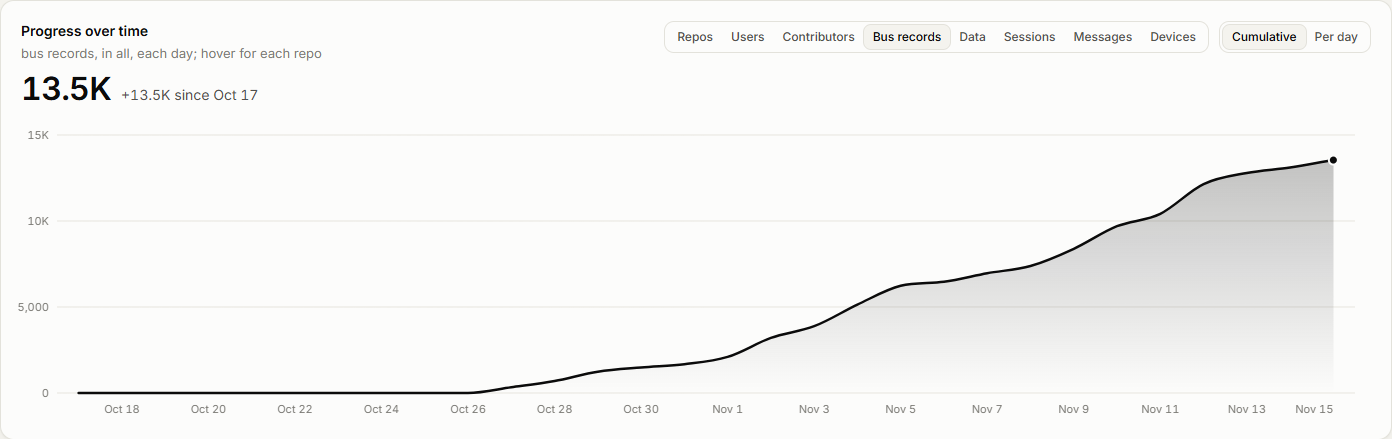 Progress over time
bus records, in all, each day; hover for each repo
13.5K +13.5K since Oct 17
Repos Users Contributors Bus records Data Sessions Messages Devices
Cumulative Per day
15K
10K
5,000
0
Oct 18 Oct 20 Oct 22 Oct 24 Oct 26 Oct 28 Oct 30 Nov 1 Nov 3 Nov 5 Nov 7 Nov 9 Nov 11 Nov 13 Nov 15